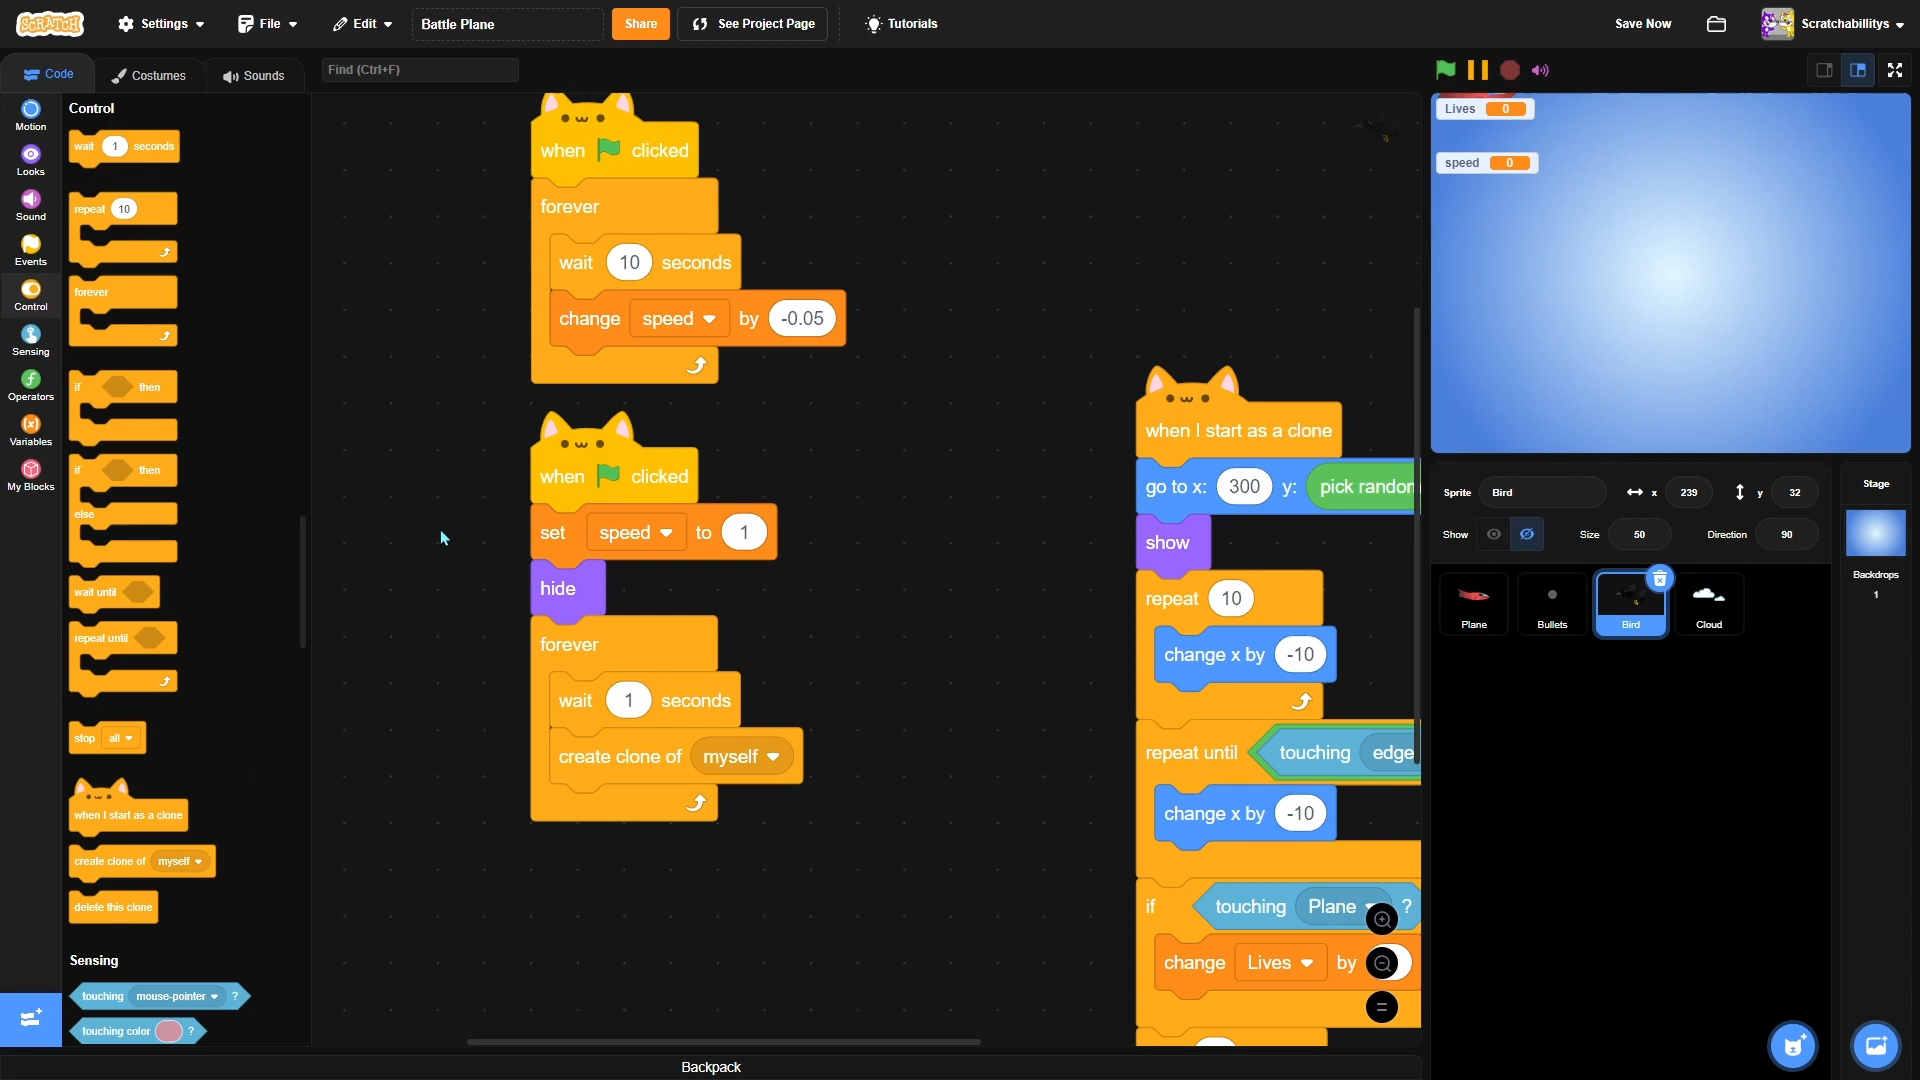 SCRATCH
Settings
File
Edit
Battle Plane
Share
See Project Page
Tutorials
Save Now
Scratchabillitys
Code
Costumes
Sounds
Find (Ctrl+F)
Motion
Looks
Sound
Events
Control
Sensing
Operators
Variables
My Blocks
Control
wait 1 seconds
repeat 10
forever
if then
if then
else
wait until
repeat until
stop all
when I start as a clone
create clone of myself
delete this clone
Sensing
touching mouse-pointer ?
touching color ?
when clicked
forever
wait 10 seconds
change speed by -0.05
when clicked
set speed to 1
hide
forever
wait 1 seconds
create clone of myself
when I start as a clone
go to x: 300 y: pick random
show
repeat 10
change x by -10
repeat until touching edge
change x by -10
if touching Plane ?
change Lives by
Backpack
Lives 0
speed 0
Sprite Bird x 239 y 32
Show Size 50 Direction 90
Plane
Bullets
Bird
Cloud
Stage
Backdrops
1